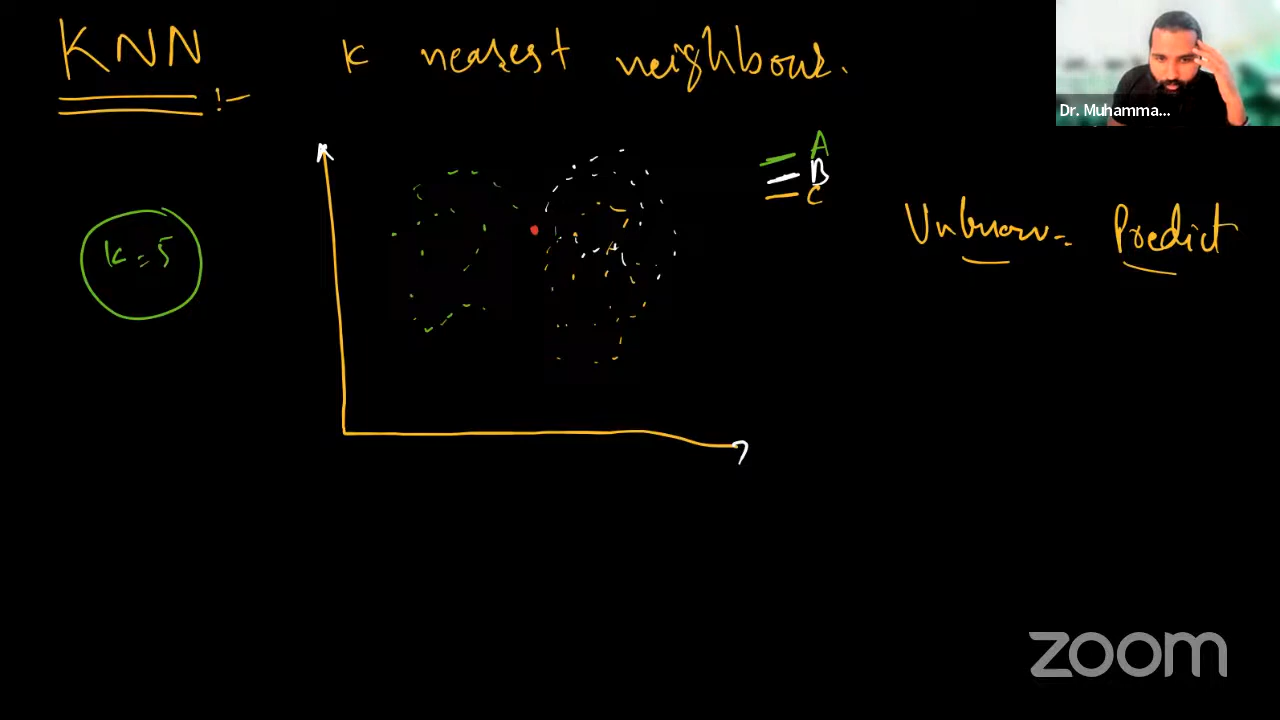 KNN :- K nearest neighbour.
Dr. Muhamma...
A
B
C
K = 5
Unknown = Predict
zoom